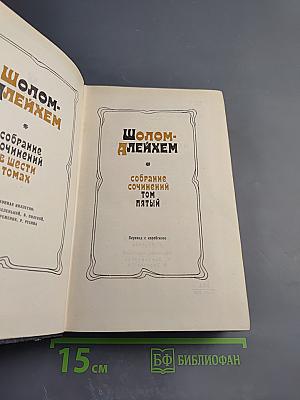 ШОЛОМ-
АЛЕЙХЕМ
СОБРАНИЕ
СОЧИНЕНИЙ
В ШЕСТИ
ТОМАХ
ШОЛОМ-
АЛЕЙХЕМ
СОБРАНИЕ
СОЧИНЕНИЙ
ТОМ
ПЯТЫЙ
Перевод с еврейского
15 СМ
БФ БИБЛИОФАН